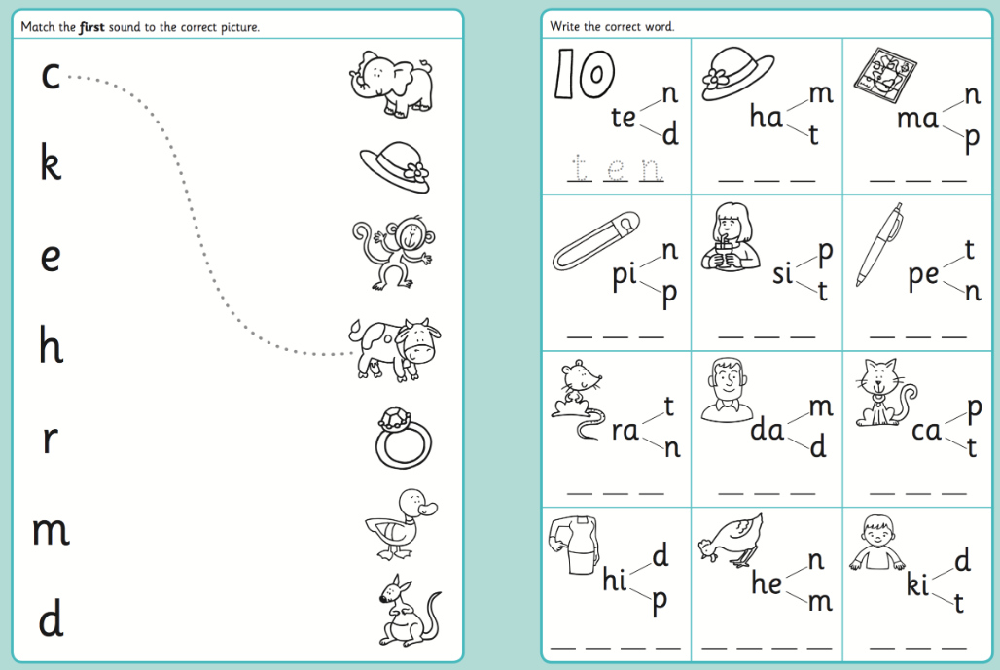 Match the first sound to the correct picture.
c
k
e
h
r
m
d
Write the correct word.
10
te n d
ten
ha m t
ma n p
pi n p
si p t
pe t n
ra t n
da m d
ca p t
hi d p
he n m
ki d t